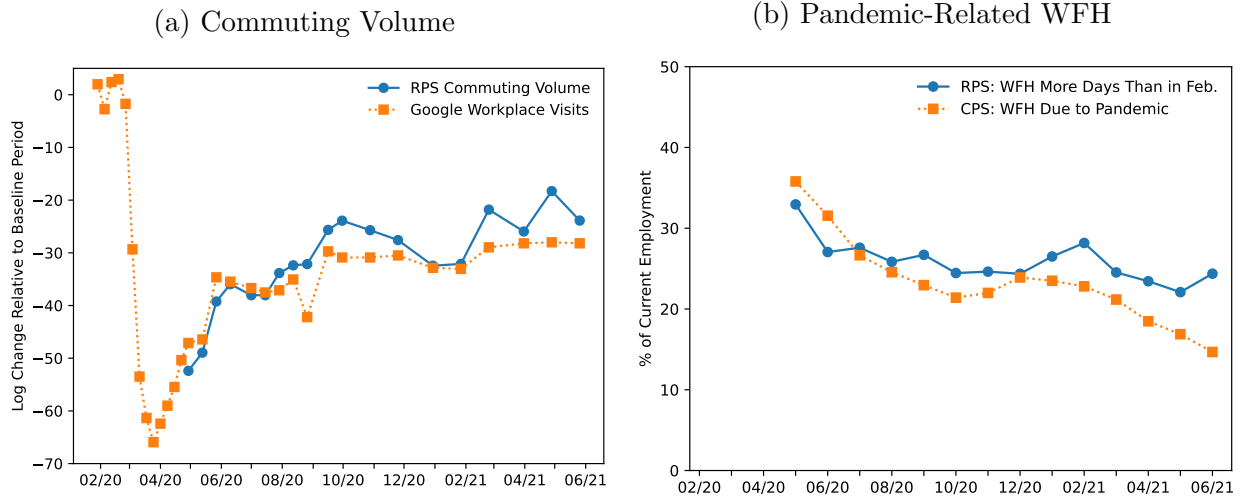 (a) Commuting Volume
RPS Commuting Volume
Google Workplace Visits
Log Change Relative to Baseline Period
0
−10
−20
−30
−40
−50
−60
−70
02/20 04/20 06/20 08/20 10/20 12/20 02/21 04/21 06/21
(b) Pandemic-Related WFH
RPS: WFH More Days Than in Feb.
CPS: WFH Due to Pandemic
% of Current Employment
50
40
30
20
10
0
02/20 04/20 06/20 08/20 10/20 12/20 02/21 04/21 06/21